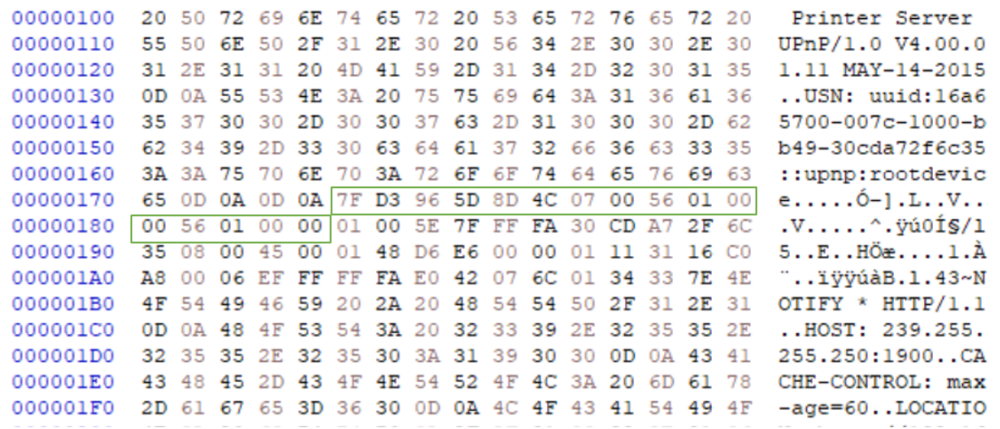 00000100 20 50 72 69 6E 74 65 72 20 53 65 72 76 65 72 20 Printer Server
00000110 55 50 6E 50 2F 31 2E 30 20 56 34 2E 30 30 2E 30 UPnP/1.0 V4.00.0
00000120 31 2E 31 31 20 4D 41 59 2D 31 34 2D 32 30 31 35 1.11 MAY-14-2015
00000130 0D 0A 55 53 4E 3A 20 75 75 69 64 3A 31 36 61 36 ..USN: uuid:16a6
00000140 35 37 30 30 2D 30 30 37 63 2D 31 30 30 30 2D 62 5700-007c-1000-b
00000150 62 34 39 2D 33 30 63 64 61 37 32 66 36 63 33 35 b49-30cda72f6c35
00000160 3A 3A 75 70 6E 70 3A 72 6F 6F 74 64 65 76 69 63 ::upnp:rootdevic
00000170 65 0D 0A 0D 0A 7F D3 96 5D 8D 4C 07 00 56 01 00 e.....Ó–].L..V..
00000180 00 56 01 00 00 01 00 5E 7F FF FA 30 CD A7 2F 6C .V.....^.ÿú0Í§/l
00000190 35 08 00 45 00 01 48 D6 E6 00 00 01 11 31 16 C0 5..E..HÖæ....1.À
000001A0 A8 00 06 EF FF FF FA E0 42 07 6C 01 34 33 7E 4E ¨..ïÿÿúàB.l.43~N
000001B0 4F 54 49 46 59 20 2A 20 48 54 54 50 2F 31 2E 31 OTIFY * HTTP/1.1
000001C0 0D 0A 48 4F 53 54 3A 20 32 33 39 2E 32 35 35 2E ..HOST: 239.255.
000001D0 32 35 35 2E 32 35 30 3A 31 39 30 30 0D 0A 43 41 255.250:1900..CA
000001E0 43 48 45 2D 43 4F 4E 54 52 4F 4C 3A 20 6D 61 78 CHE-CONTROL: max
000001F0 2D 61 67 65 3D 36 30 0D 0A 4C 4F 43 41 54 49 4F -age=60..LOCATIO